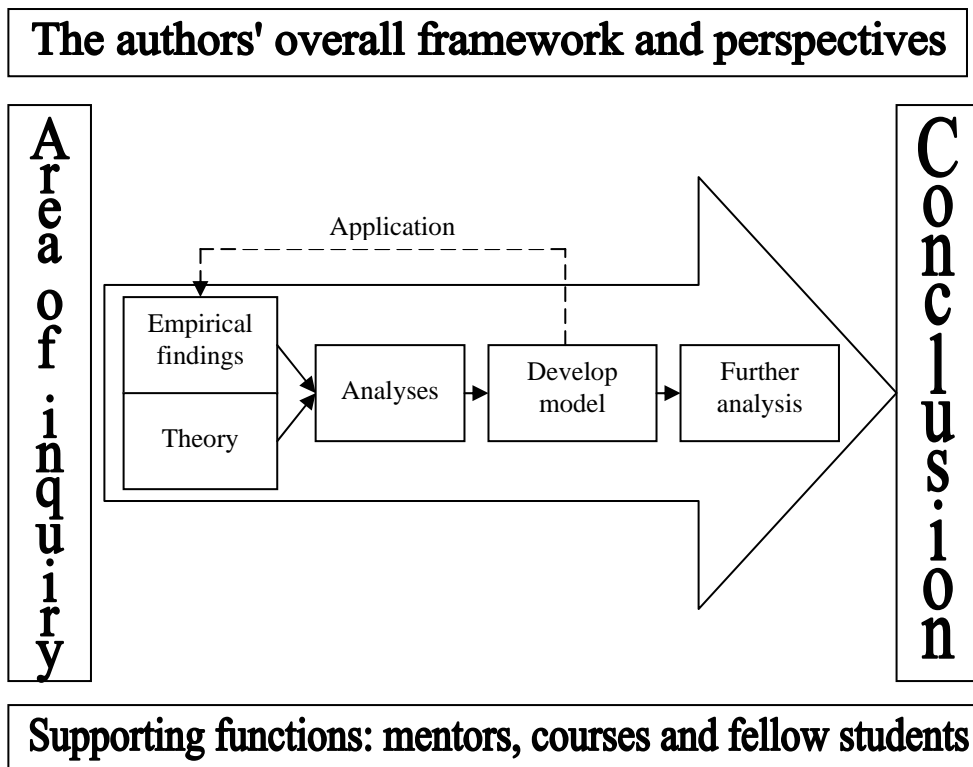 The authors' overall framework and perspectives
Area of inquiry
Application
Empirical
findings
Theory
Analyses
Develop
model
Further
analysis
Conclusion
Supporting functions: mentors, courses and fellow students